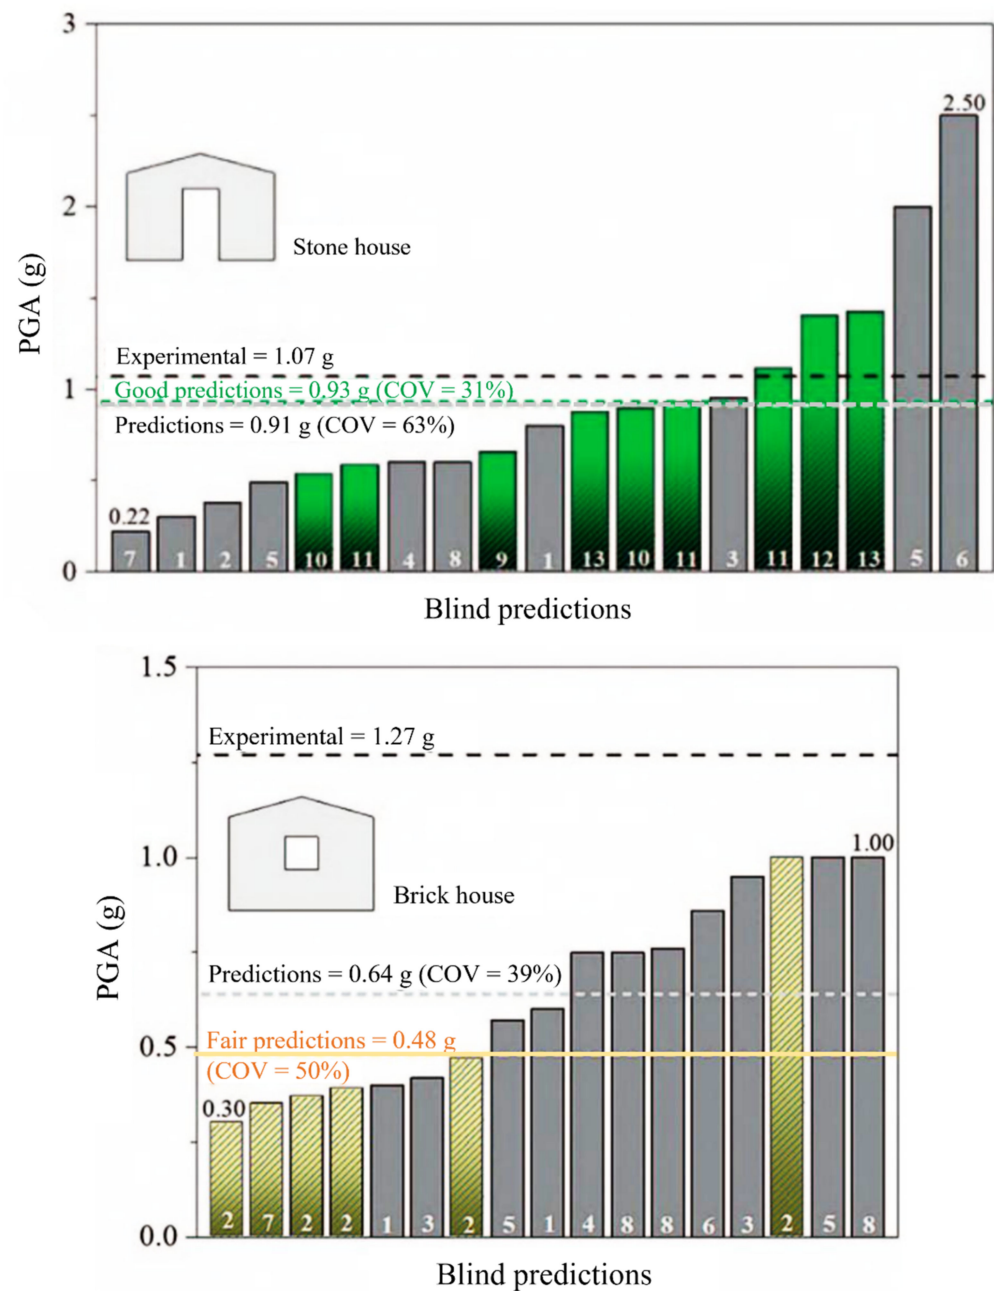 3
2
1
0
PGA (g)
Stone house
Experimental = 1.07 g
Good predictions = 0.93 g (COV = 31%)
Predictions = 0.91 g (COV = 63%)
0.22
2.50
7 1 2 5 10 11 4 8 9 1 13 10 11 3 11 12 13 5 6
Blind predictions
1.5
1.0
0.5
0.0
PGA (g)
Experimental = 1.27 g
Brick house
Predictions = 0.64 g (COV = 39%)
Fair predictions = 0.48 g
(COV = 50%)
0.30
1.00
2 7 2 2 1 3 2 5 1 4 8 8 6 3 2 5 8
Blind predictions